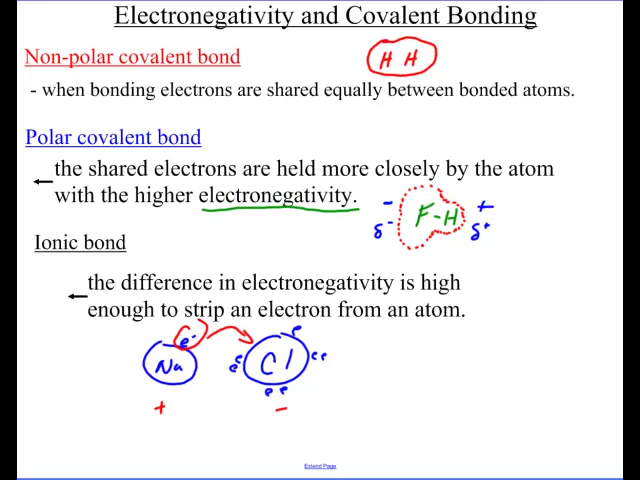 Electronegativity and Covalent Bonding
Non-polar covalent bond
H H
- when bonding electrons are shared equally between bonded atoms.
Polar covalent bond
the shared electrons are held more closely by the atom
with the higher electronegativity.
- F-H +
δ- δ+
Ionic bond
the difference in electronegativity is high
enough to strip an electron from an atom.
e- e
Na e e Cl e e
e e
+ -
Extend Page